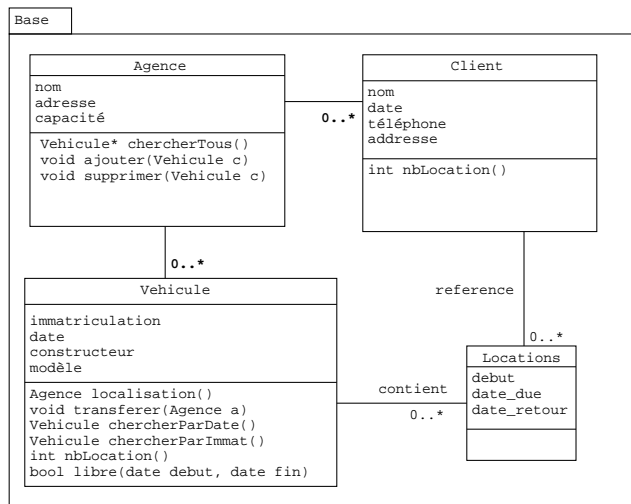 Base
Agence
nom
adresse
capacité
Vehicule* chercherTous()
void ajouter(Vehicule c)
void supprimer(Vehicule c)
0..*
Client
nom
date
téléphone
addresse
int nbLocation()
0..*
Vehicule
immatriculation
date
constructeur
modèle
Agence localisation()
void transferer(Agence a)
Vehicule chercherParDate()
Vehicule chercherParImmat()
int nbLocation()
bool libre(date debut, date fin)
reference
0..*
contient
0..*
Locations
debut
date_due
date_retour